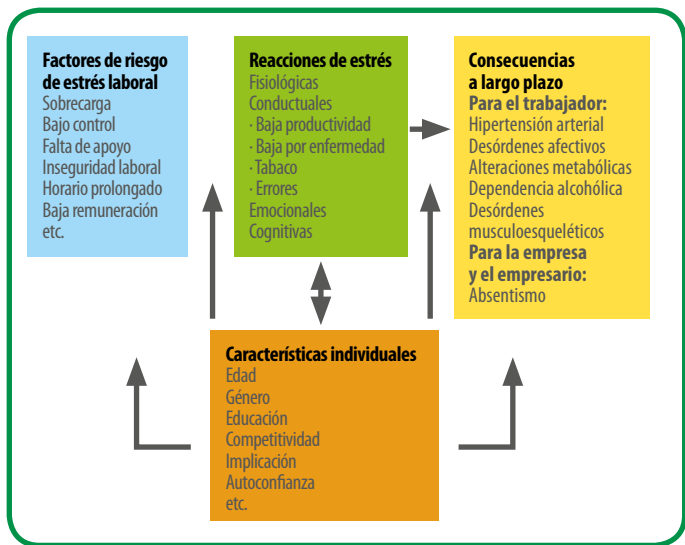 Factores de riesgo
de estrés laboral
Sobrecarga
Bajo control
Falta de apoyo
Inseguridad laboral
Horario prolongado
Baja remuneración
etc.
Reacciones de estrés
Fisiológicas
Conductuales
· Baja productividad
· Baja por enfermedad
· Tabaco
· Errores
Emocionales
Cognitivas
Consecuencias
a largo plazo
Para el trabajador:
Hipertensión arterial
Desórdenes afectivos
Alteraciones metabólicas
Dependencia alcohólica
Desórdenes
musculoesqueléticos
Para la empresa
y el empresario:
Absentismo
Características individuales
Edad
Género
Educación
Competitividad
Implicación
Autoconfianza
etc.